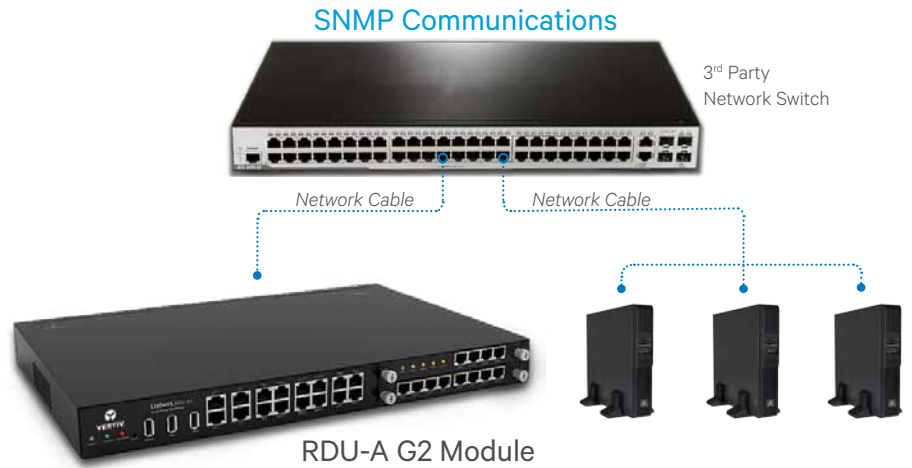 SNMP Communications
3rd Party
Network Switch
Network Cable
Network Cable
VERTIV
RDU-A G2 Module